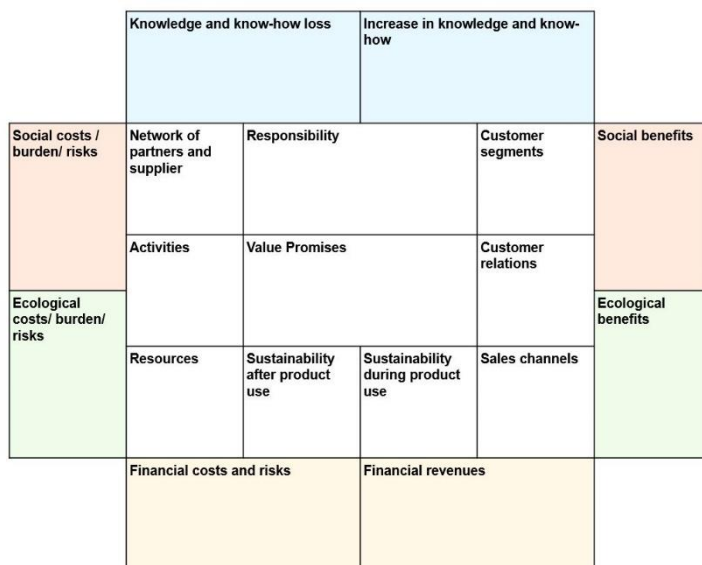 Knowledge and know-how loss
Increase in knowledge and know-
how
Social costs /
burden/ risks
Network of
partners and
supplier
Responsibility
Customer
segments
Social benefits
Activities
Value Promises
Customer
relations
Ecological
costs/ burden/
risks
Ecological
benefits
Resources
Sustainability
after product
use
Sustainability
during product
use
Sales channels
Financial costs and risks
Financial revenues